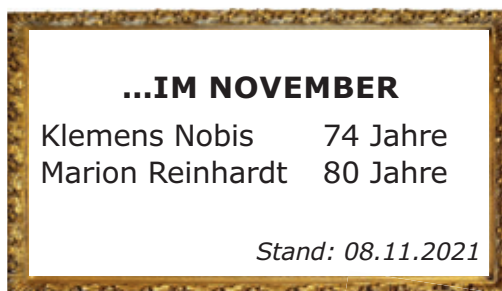 ...IM NOVEMBER
Klemens Nobis 74 Jahre
Marion Reinhardt 80 Jahre
Stand: 08.11.2021